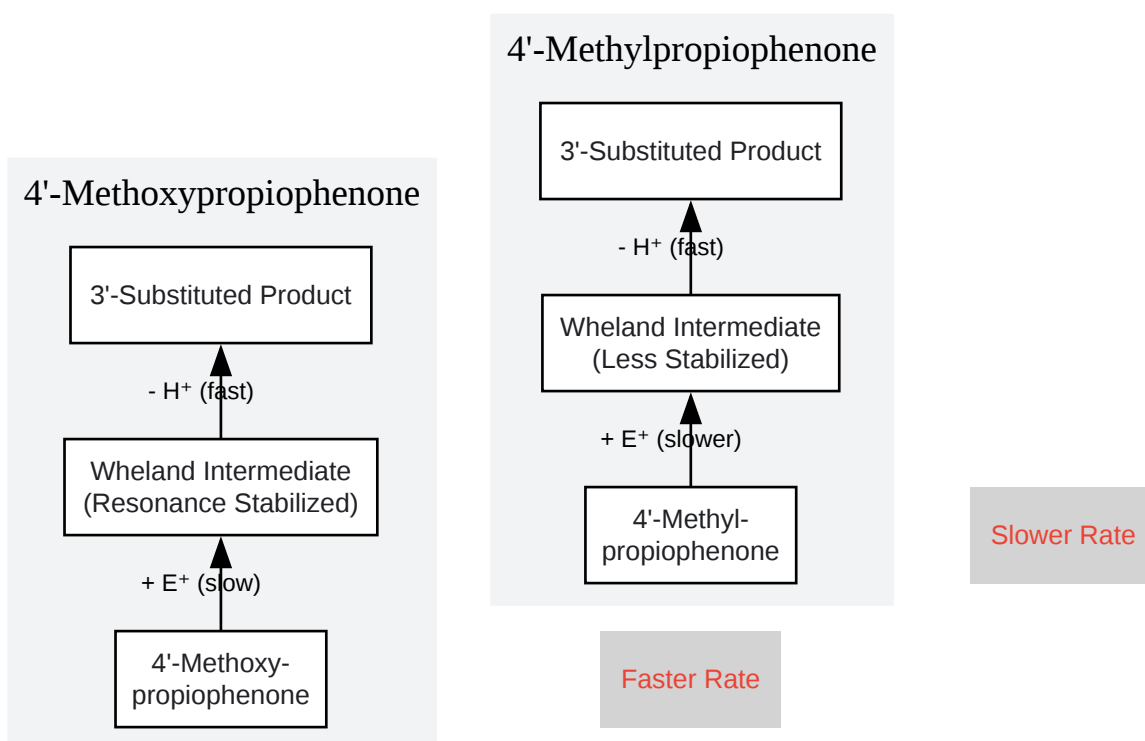 4'-Methoxypropiophenone
3'-Substituted Product
- H⁺ (fast)
Wheland Intermediate
(Resonance Stabilized)
+ E⁺ (slow)
4'-Methoxy-
propiophenone
4'-Methylpropiophenone
3'-Substituted Product
- H⁺ (fast)
Wheland Intermediate
(Less Stabilized)
+ E⁺ (slower)
4'-Methyl-
propiophenone
Faster Rate
Slower Rate